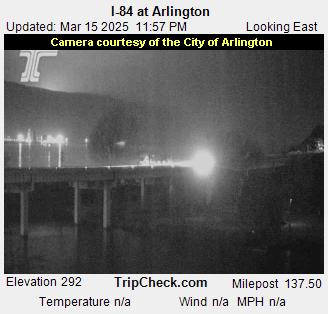 I-84 at Arlington
Updated: Mar 15 2025 11:57 PM Looking East
Camera courtesy of the City of Arlington
Elevation 292 TripCheck.com Milepost 137.50
Temperature n/a Wind n/a MPH n/a